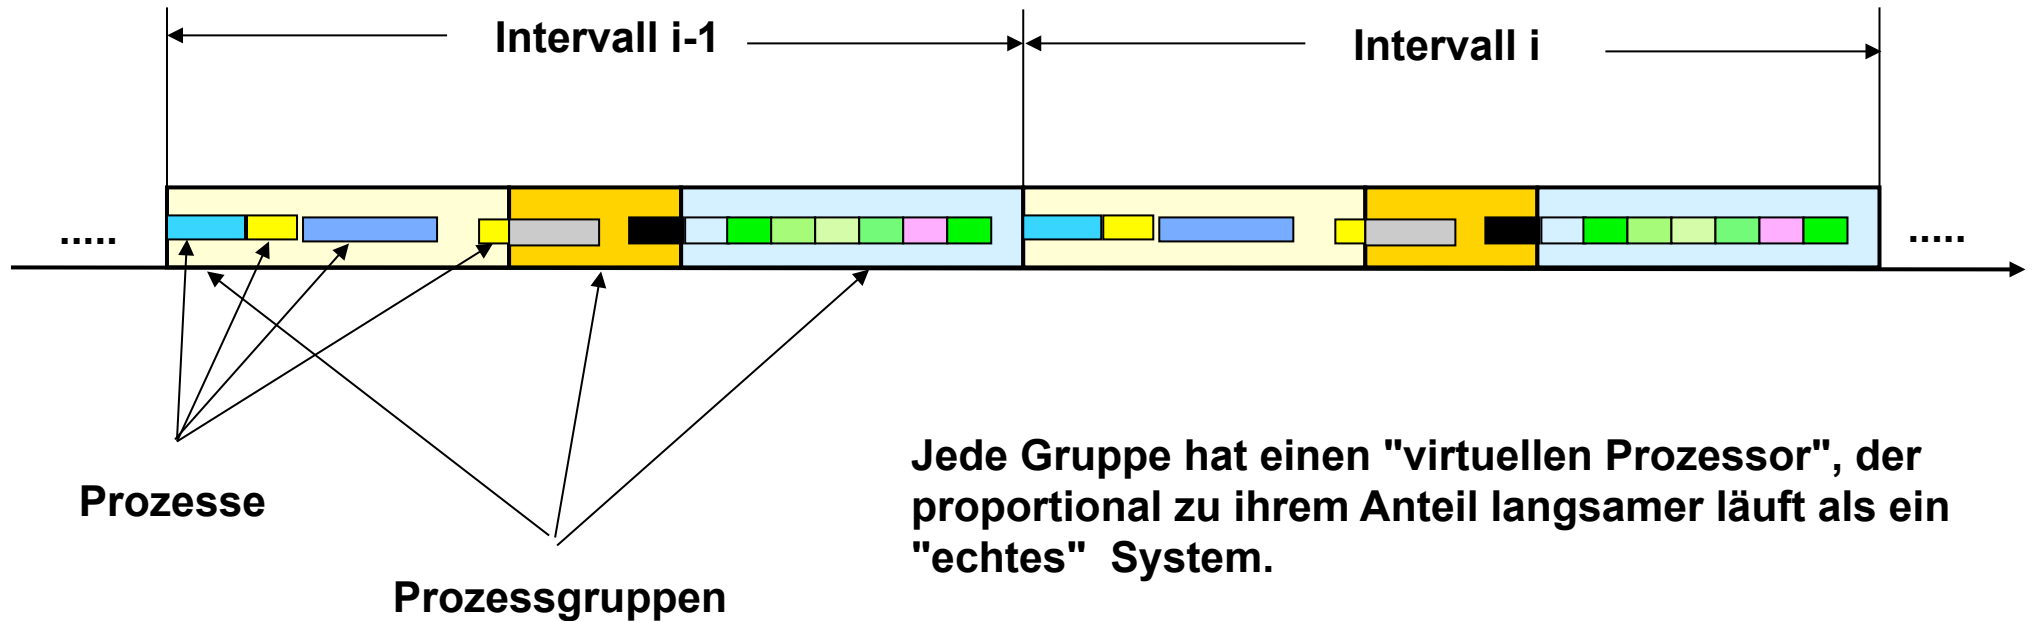 Intervall i-1
Intervall i
.....
.....
Prozesse
Prozessgruppen
Jede Gruppe hat einen "virtuellen Prozessor", der
proportional zu ihrem Anteil langsamer läuft als ein
"echtes" System.